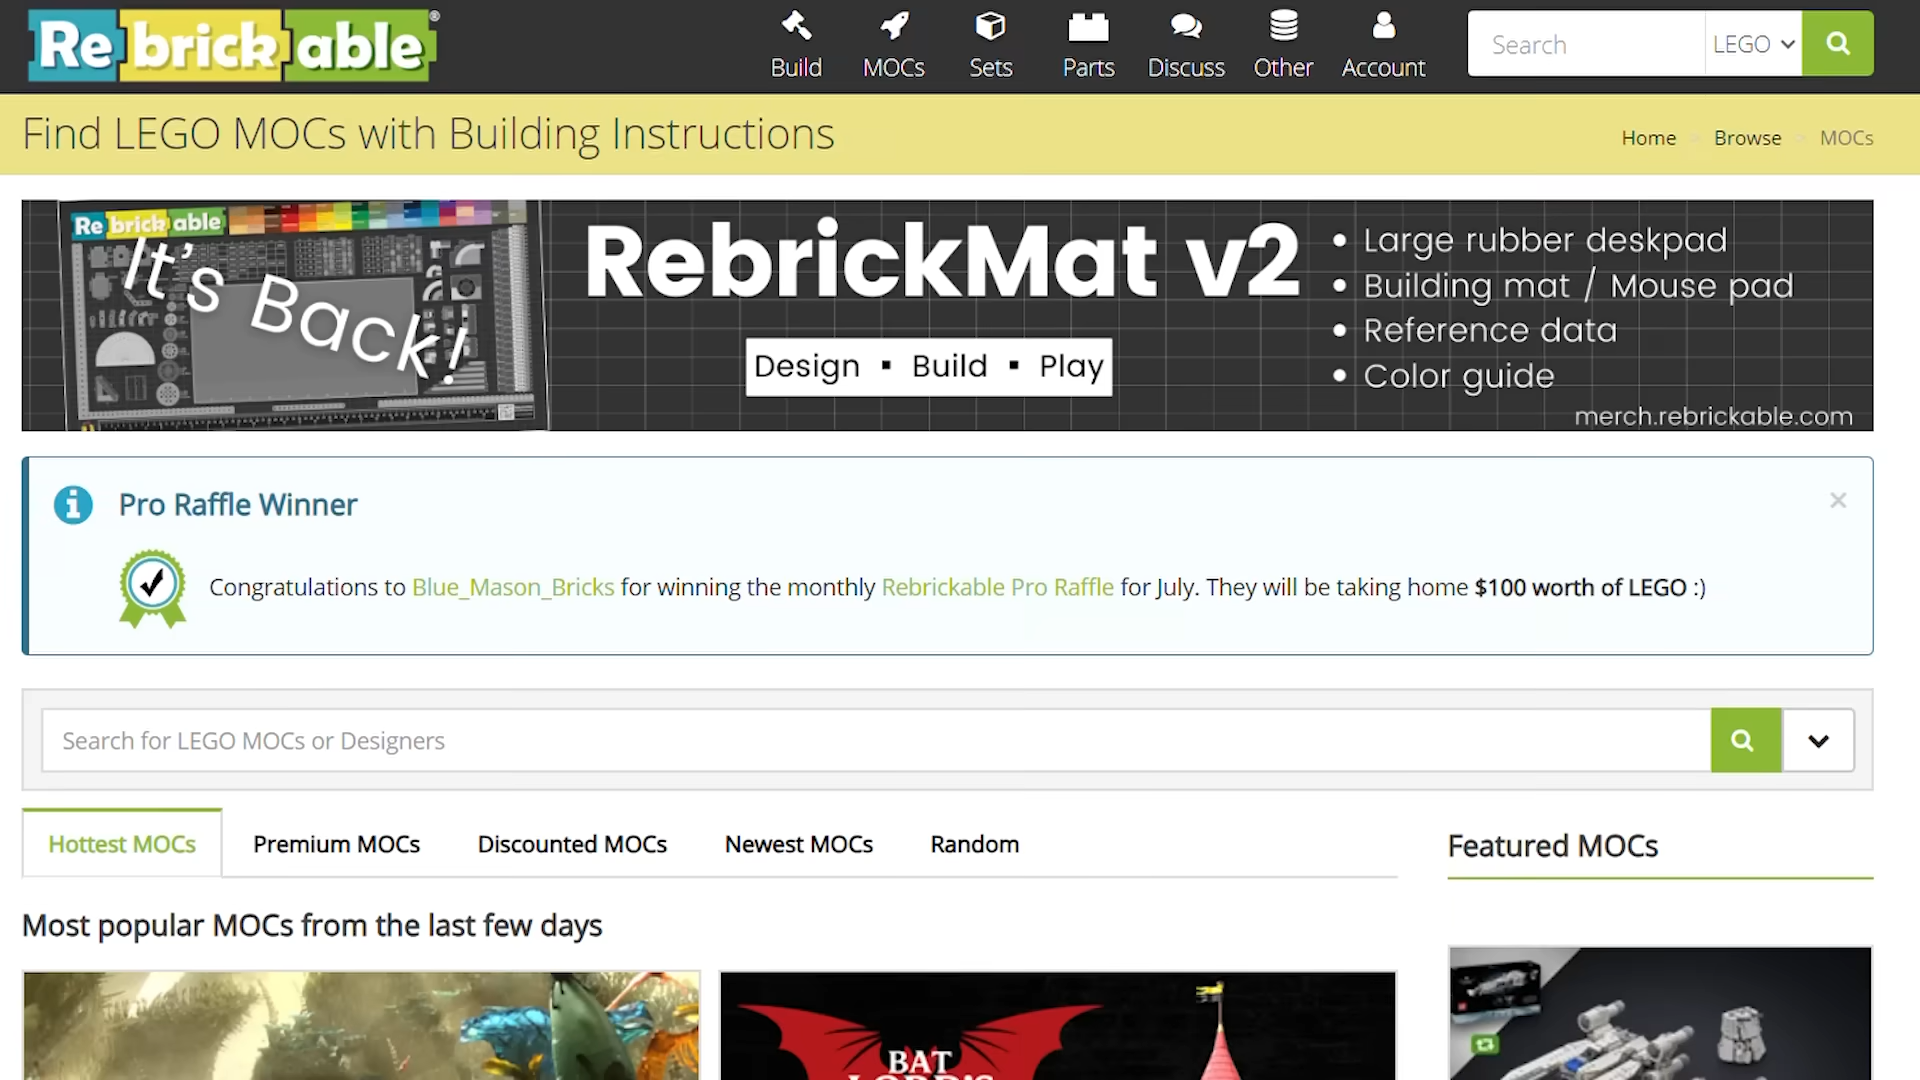 Rebrickable®
Build
MOCs
Sets
Parts
Discuss
Other
Account
Search
LEGO
Find LEGO MOCs with Building Instructions
Home
Browse
MOCs
Rebrickable
It's Back!
RebrickMat v2
Design ▪ Build ▪ Play
• Large rubber deskpad
• Building mat / Mouse pad
• Reference data
• Color guide
merch.rebrickable.com
Pro Raffle Winner
×
Congratulations to Blue_Mason_Bricks for winning the monthly Rebrickable Pro Raffle for July. They will be taking home $100 worth of LEGO :)
Search for LEGO MOCs or Designers
Hottest MOCs
Premium MOCs
Discounted MOCs
Newest MOCs
Random
Featured MOCs
Most popular MOCs from the last few days
BAT
LORD'S